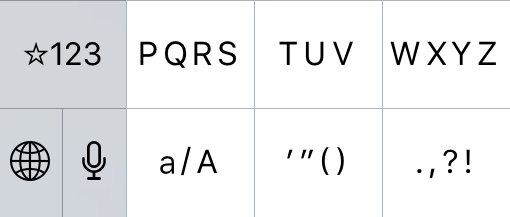 ☆123 PQRS TUV WXYZ
a/A ′″() .,?!